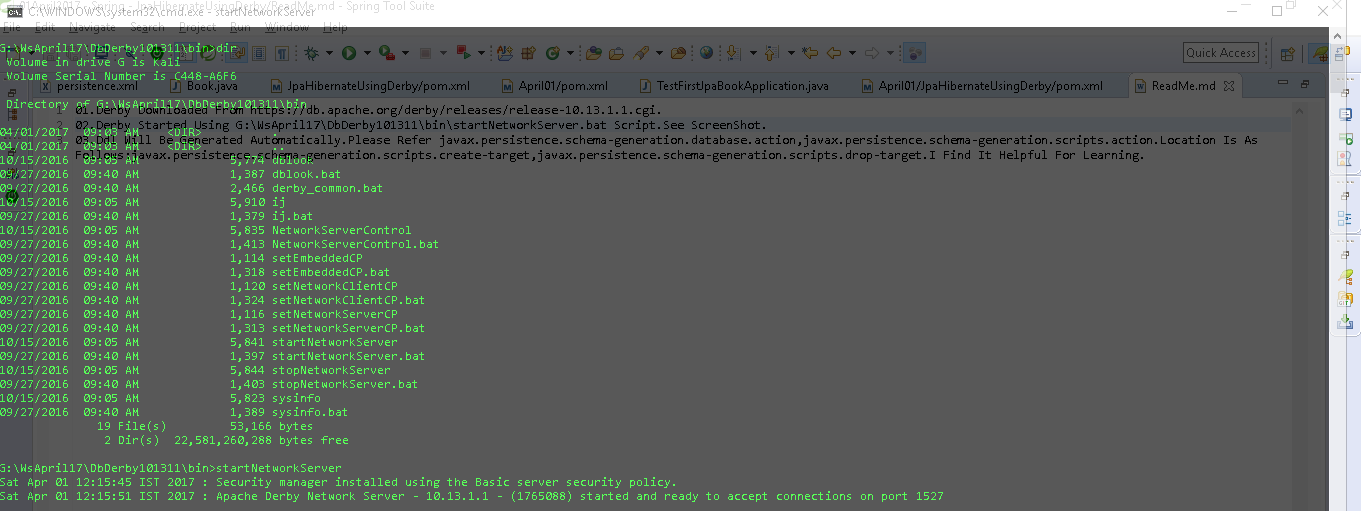 01April2017 - Spring - JpaHibernateUsingDerby/ReadMe.md - Spring Tool Suite
C:\WINDOWS\system32\cmd.exe - startNetworkServer
File Edit Navigate Search Project Run Window Help
Quick Access
persistence.xml Book.java JpaHibernateUsingDerby/pom.xml April01/pom.xml TestFirstJpaBookApplication.java April01/JpaHibernateUsingDerby/pom.xml ReadMe.md
01.Derby Downloaded From https://db.apache.org/derby/releases/release-10.13.1.1.cgi.
02.Derby Started Using G:\WsApril17\DbDerby101311\bin\startNetworkServer.bat Script.See ScreenShot.
Will Be Generated Automatically.Please Refer javax.persistence.schema-generation.database.action,javax.persistence.schema-generation.scripts.action.Location Is As
Follows:javax.persistence.schema-generation.scripts.create-target,javax.persistence.schema-generation.scripts.drop-target.I Find It Helpful For Learning.
G:\WsApril17\DbDerby101311\bin>dir
Volume in drive G is Kali
Volume Serial Number is C448-A6F6
Directory of G:\WsApril17\DbDerby101311\bin
04/01/2017 09:03 AM <DIR> .
04/01/2017 09:03 AM <DIR> ..
10/15/2016 09:05 AM 5,774 dblook
09/27/2016 09:40 AM 1,387 dblook.bat
09/27/2016 09:40 AM 2,466 derby_common.bat
10/15/2016 09:05 AM 5,910 ij
09/27/2016 09:40 AM 1,379 ij.bat
10/15/2016 09:05 AM 5,835 NetworkServerControl
09/27/2016 09:40 AM 1,413 NetworkServerControl.bat
09/27/2016 09:40 AM 1,114 setEmbeddedCP
09/27/2016 09:40 AM 1,318 setEmbeddedCP.bat
09/27/2016 09:40 AM 1,120 setNetworkClientCP
09/27/2016 09:40 AM 1,324 setNetworkClientCP.bat
09/27/2016 09:40 AM 1,116 setNetworkServerCP
09/27/2016 09:40 AM 1,313 setNetworkServerCP.bat
10/15/2016 09:05 AM 5,841 startNetworkServer
09/27/2016 09:40 AM 1,397 startNetworkServer.bat
10/15/2016 09:05 AM 5,844 stopNetworkServer
09/27/2016 09:40 AM 1,403 stopNetworkServer.bat
10/15/2016 09:05 AM 5,823 sysinfo
09/27/2016 09:40 AM 1,389 sysinfo.bat
19 File(s) 53,166 bytes
2 Dir(s) 22,581,260,288 bytes free
G:\WsApril17\DbDerby101311\bin>startNetworkServer
Sat Apr 01 12:15:45 IST 2017 : Security manager installed using the Basic server security policy.
Sat Apr 01 12:15:51 IST 2017 : Apache Derby Network Server - 10.13.1.1 - (1765088) started and ready to accept connections on port 1527